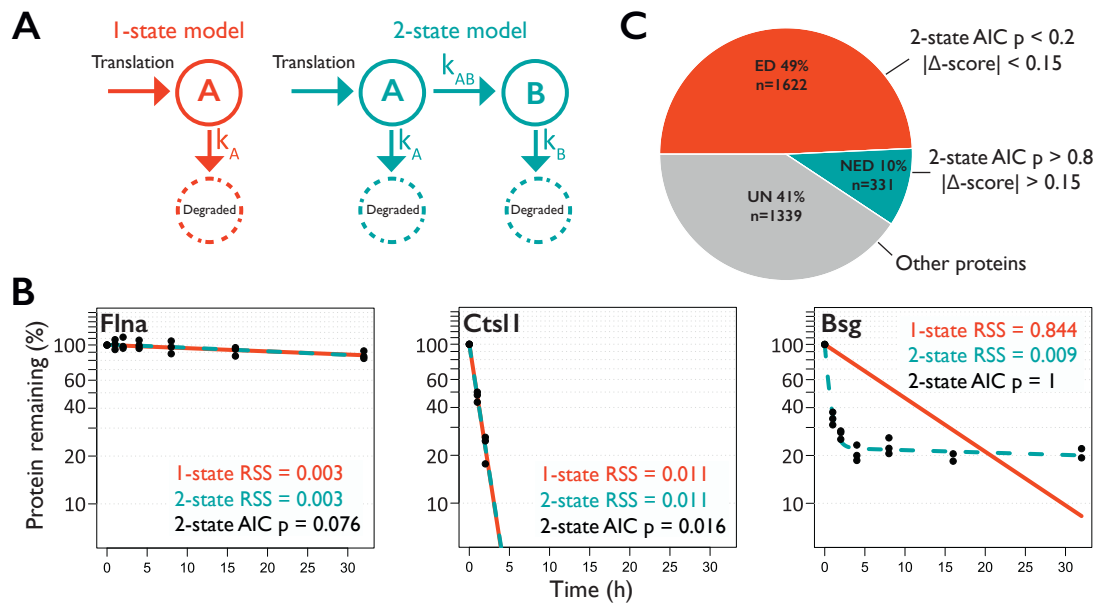 A
1-state model
Translation
A
kA
Degraded
2-state model
Translation
A
kAB
B
kA
kB
Degraded
Degraded
C
ED 49%
n=1622
2-state AIC p < 0.2
|Δ-score| < 0.15
NED 10%
n=331
2-state AIC p > 0.8
|Δ-score| > 0.15
UN 41%
n=1339
Other proteins
B
Protein remaining (%)
Flna
100
60
40
20
10
1-state RSS = 0.003
2-state RSS = 0.003
2-state AIC p = 0.076
0 5 10 15 20 25 30
Ctsl1
100
60
40
20
10
1-state RSS = 0.011
2-state RSS = 0.011
2-state AIC p = 0.016
0 5 10 15 20 25 30
Bsg
1-state RSS = 0.844
2-state RSS = 0.009
2-state AIC p = 1
100
60
40
20
10
0 5 10 15 20 25 30
Time (h)